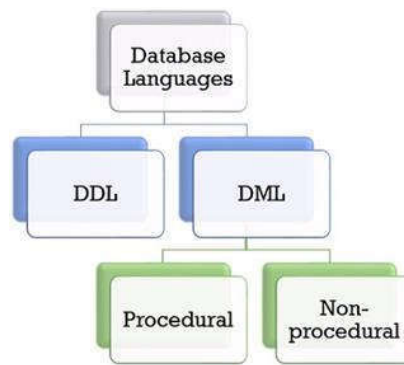 Database
Languages
DDL
DML
Procedural
Non-
procedural